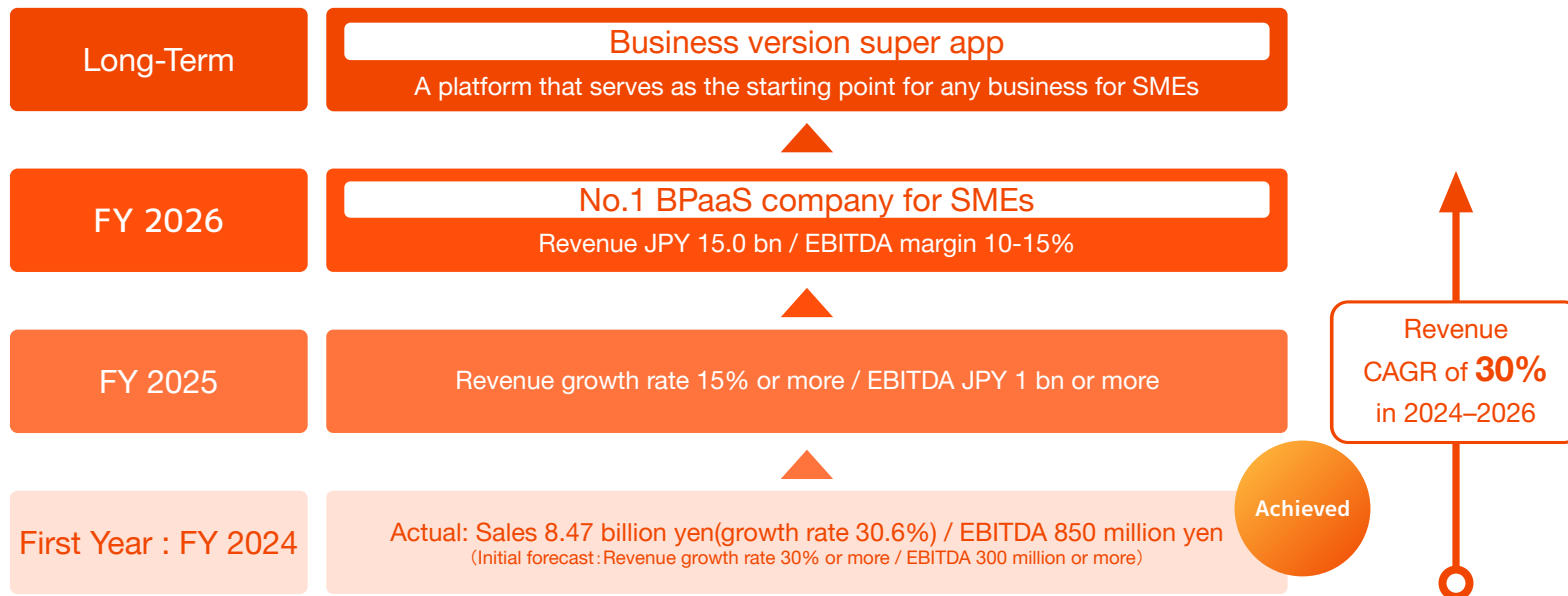 Long-Term
Business version super app
A platform that serves as the starting point for any business for SMEs
FY 2026
No.1 BPaaS company for SMEs
Revenue JPY 15.0 bn / EBITDA margin 10-15%
FY 2025
Revenue growth rate 15% or more / EBITDA JPY 1 bn or more
Revenue
CAGR of 30%
in 2024–2026
First Year : FY 2024
Actual: Sales 8.47 billion yen(growth rate 30.6%) / EBITDA 850 million yen
（Initial forecast：Revenue growth rate 30% or more / EBITDA 300 million or more）
Achieved